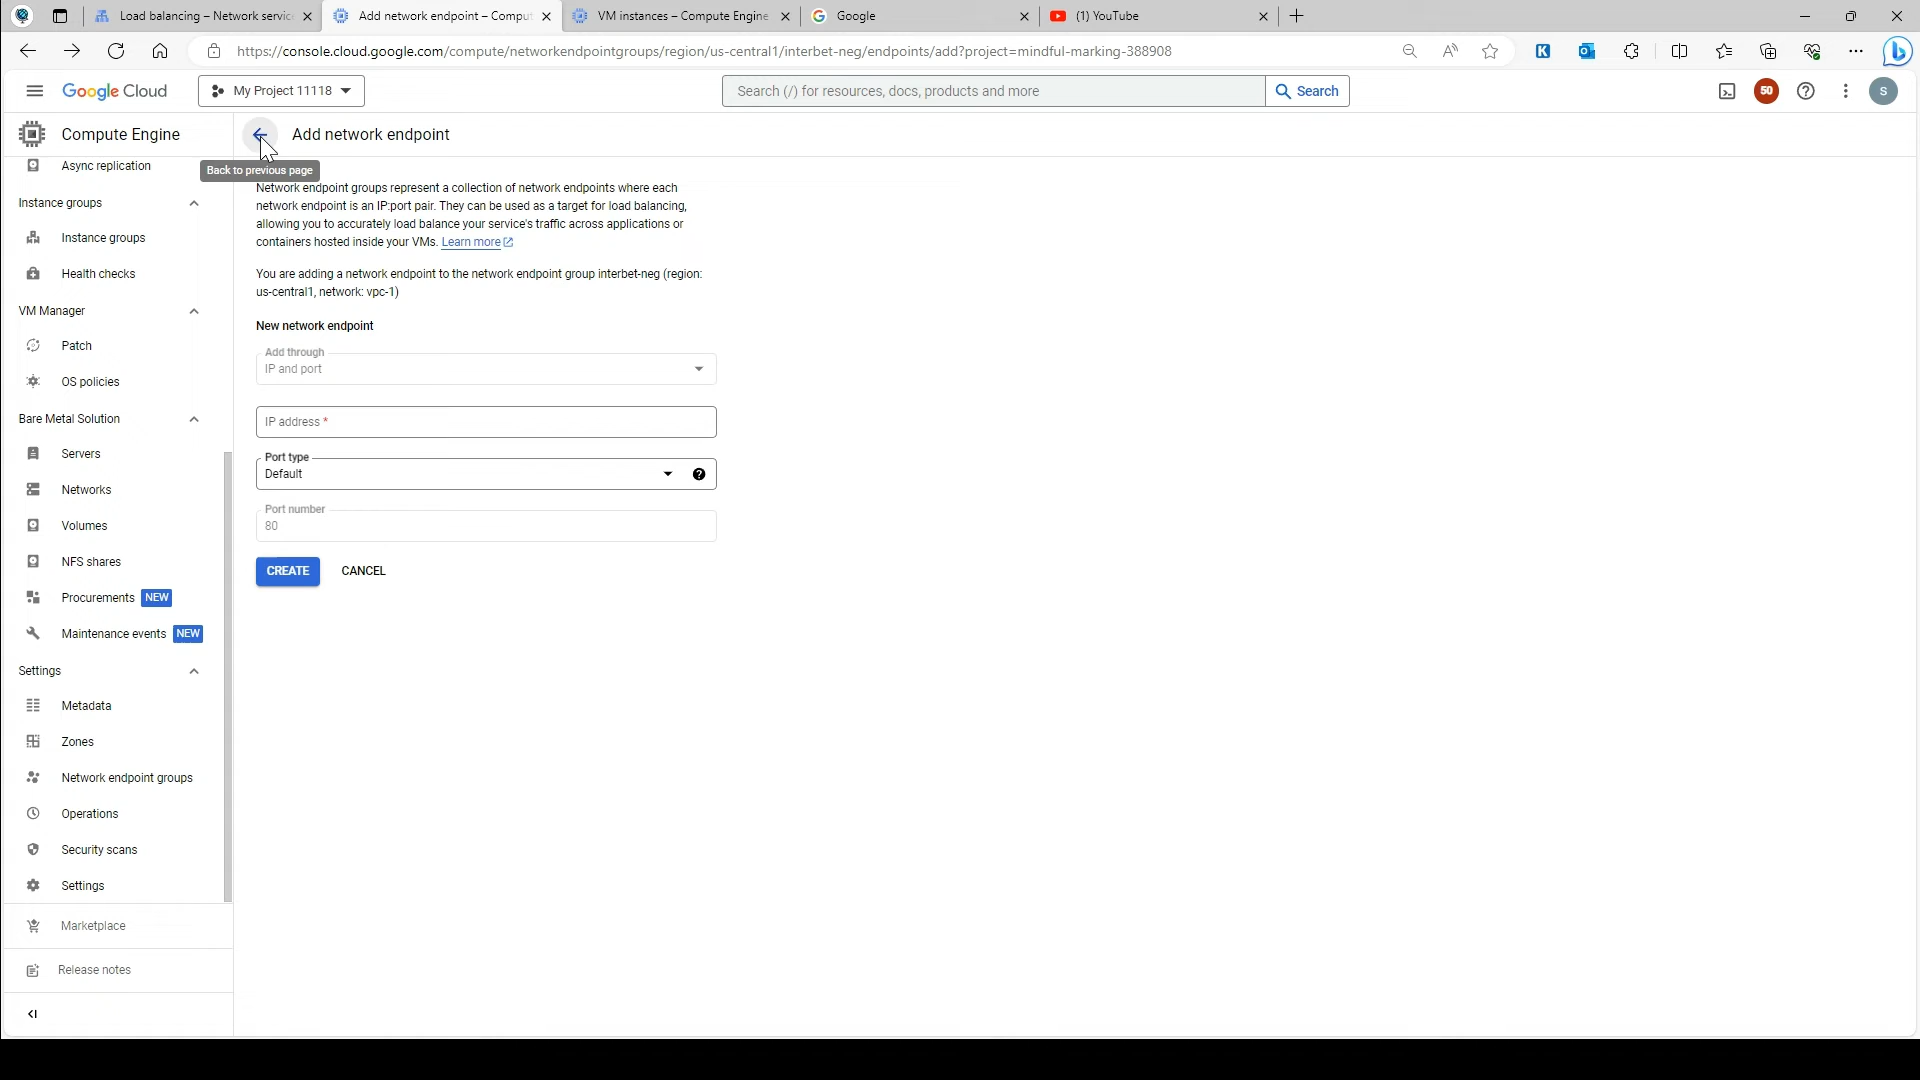 Load balancing – Network servic
Add network endpoint – Comput
VM instances – Compute Engine
Google
(1) YouTube
https://console.cloud.google.com/compute/networkendpointgroups/region/us-central1/interbet-neg/endpoints/add?project=mindful-marking-388908
Google Cloud
My Project 11118
Search (/) for resources, docs, products and more
Search
50
S
Compute Engine
Add network endpoint
Async replication
Back to previous page
Instance groups
Instance groups
Health checks
VM Manager
Patch
OS policies
Bare Metal Solution
Servers
Networks
Volumes
NFS shares
Procurements NEW
Maintenance events NEW
Settings
Metadata
Zones
Network endpoint groups
Operations
Security scans
Settings
Marketplace
Release notes
Network endpoint groups represent a collection of network endpoints where each
network endpoint is an IP:port pair. They can be used as a target for load balancing,
allowing you to accurately load balance your service's traffic across applications or
containers hosted inside your VMs. Learn more
You are adding a network endpoint to the network endpoint group interbet-neg (region:
us-central1, network: vpc-1)
New network endpoint
Add through
IP and port
IP address *
Port type
Default
Port number
80
CREATE CANCEL